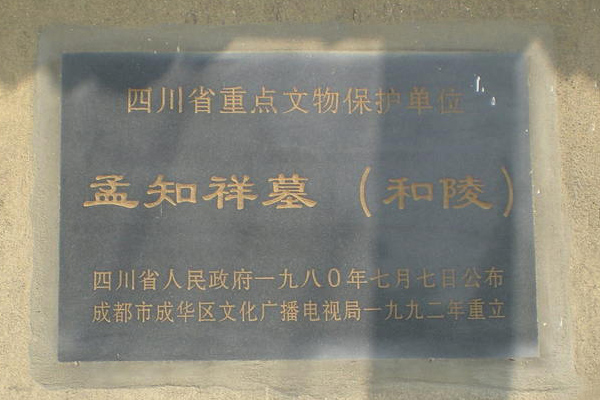 四川省重点文物保护单位
孟知祥墓（和陵）
四川省人民政府一九八0年七月七日公布
成都市成华区文化广播电视局一九九二年重立